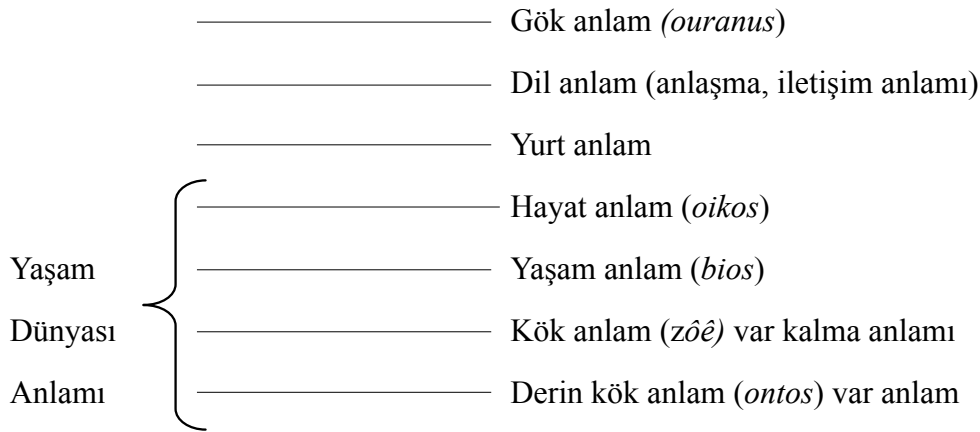 Gök anlam (ouranus)
Dil anlam (anlaşma, iletişim anlamı)
Yurt anlam
Hayat anlam (oikos)
Yaşam Yaşam anlam (bios)
Dünyası Kök anlam (zôê) var kalma anlamı
Anlamı Derin kök anlam (ontos) var anlam